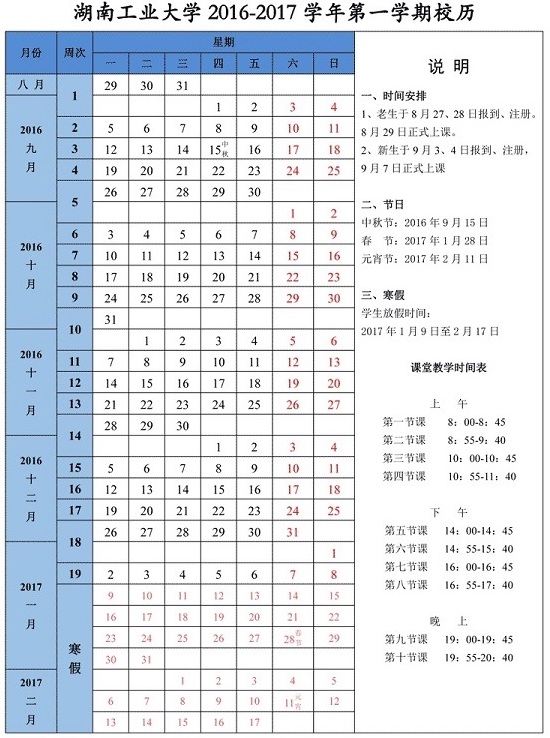 湖南工业大学 2016-2017 学年第一学期校历
月份 周次 星期
一 二 三 四 五 六 日
八 月 1 29 30 31
2016 九 月 1 2 3 4
2 5 6 7 8 9 10 11
3 12 13 14 15中秋 16 17 18
4 19 20 21 22 23 24 25
5 26 27 28 29 30
2016 十 月 1 2
6 3 4 5 6 7 8 9
7 10 11 12 13 14 15 16
8 17 18 19 20 21 22 23
9 24 25 26 27 28 29 30
10 31
2016 十 一 月 1 2 3 4 5 6
11 7 8 9 10 11 12 13
12 14 15 16 17 18 19 20
13 21 22 23 24 25 26 27
14 28 29 30
2016 十 二 月 1 2 3 4
15 5 6 7 8 9 10 11
16 12 13 14 15 16 17 18
17 19 20 21 22 23 24 25
18 26 27 28 29 30 31
2017 一 月 1
19 2 3 4 5 6 7 8
寒假 9 10 11 12 13 14 15
16 17 18 19 20 21 22
23 24 25 26 27 28春节 29
30 31
2017 二 月 1 2 3 4 5
6 7 8 9 10 11元宵 12
13 14 15 16 17
说 明
一、时间安排
1、老生于 8 月 27、28 日报到、注册。
8 月 29 日正式上课。
2、新生于 9 月 3、4 日报到、注册，
9 月 7 日正式上课
二、节日
中秋节：2016 年 9 月 15 日
春 节：2017 年 1 月 28 日
元宵节：2017 年 2 月 11 日
三、寒假
学生放假时间：
2017 年 1 月 9 日至 2 月 17 日
课堂教学时间表
上 午
第一节课 8：00-8：45
第二节课 8：55-9：40
第三节课 10：00-10：45
第四节课 10：55-11：40
下 午
第五节课 14：00-14：45
第六节课 14：55-15：40
第七节课 16：00-16：45
第八节课 16：55-17：40
晚 上
第九节课 19：00-19：45
第十节课 19：55-20：40